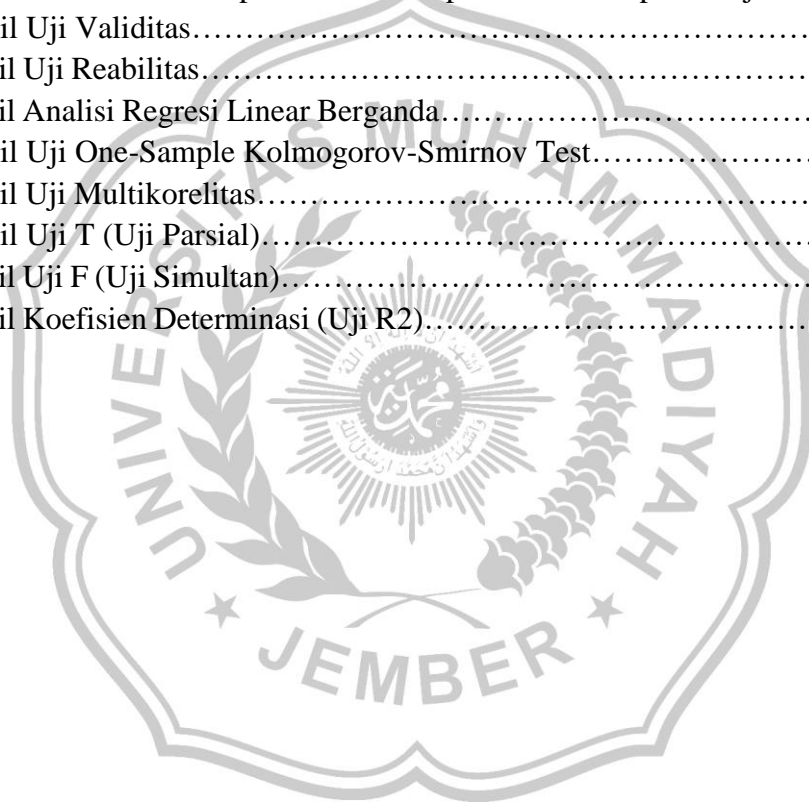 il Uji Validitas……………………………………………………………
il Uji Reabilitas……………………………………………………………
il Analisi Regresi Linear Berganda………………………………
il Uji One-Sample Kolmogorov-Smirnov Test…………………
il Uji Multikorelitas………………………………………………………
il Uji T (Uji Parsial)………………………………………………………
il Uji F (Uji Simultan)……………………………………………………
il Koefisien Determinasi (Uji R2)…………………………………
UNIVERSITAS MUHAMMADIYAH
JEMBER